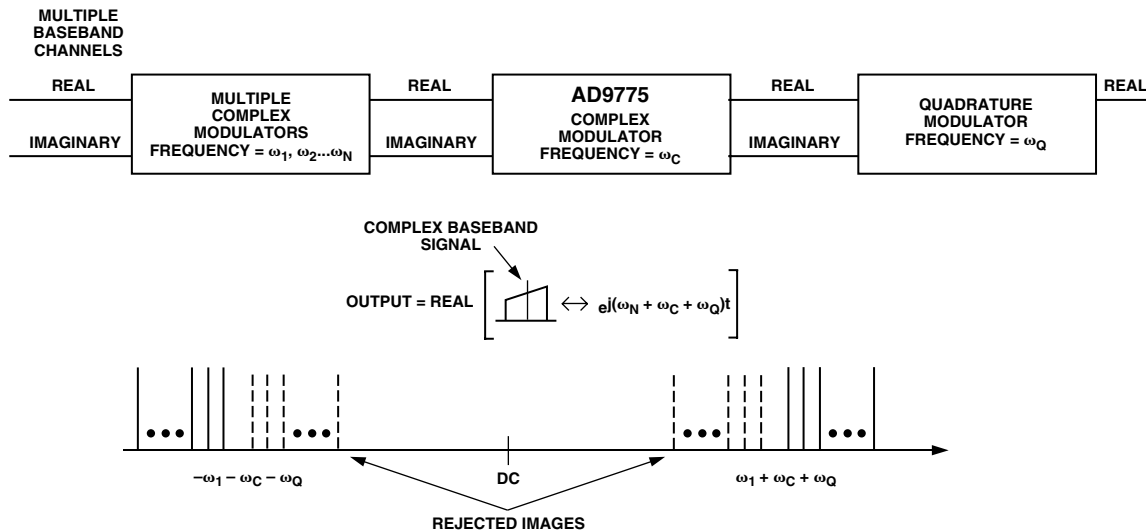 MULTIPLE
BASEBAND
CHANNELS
REAL
IMAGINARY
MULTIPLE
COMPLEX
MODULATORS
FREQUENCY = ω1, ω2...ωN
REAL
IMAGINARY
AD9775
COMPLEX
MODULATOR
FREQUENCY = ωC
REAL
IMAGINARY
QUADRATURE
MODULATOR
FREQUENCY = ωQ
REAL
COMPLEX BASEBAND
SIGNAL
OUTPUT = REAL [ ↔ ej(ωN + ωC + ωQ)t ]
–ω1 – ωC – ωQ
DC
ω1 + ωC + ωQ
REJECTED IMAGES